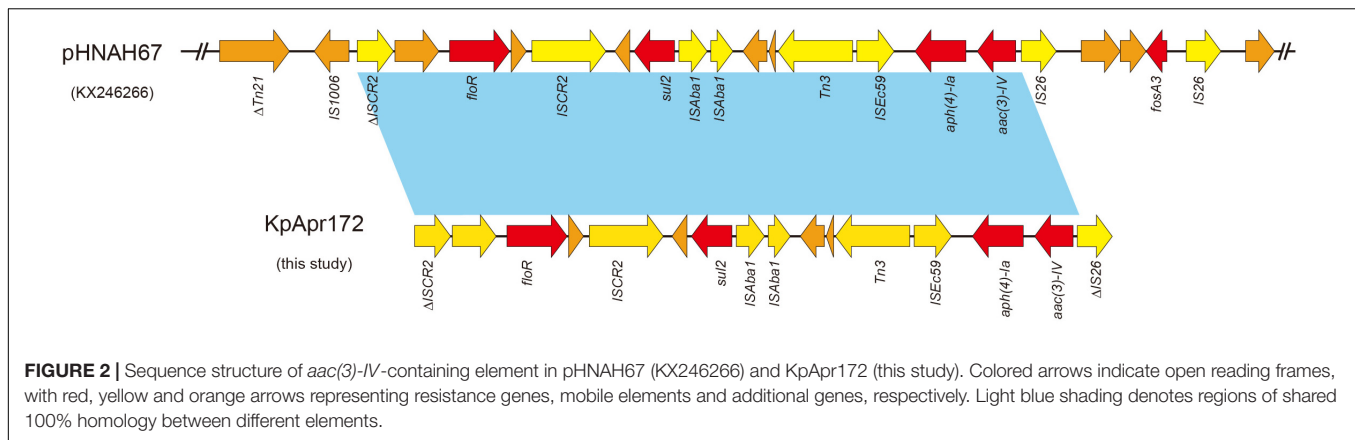 pHNAH67
(KX246266)
ΔTn21
IS1006
ΔISCR2
floR
ISCR2
sul2
ISAba1
ISAba1
Tn3
ISEc59
aph(4)-Ia
aac(3)-IV
IS26
fosA3
IS26
KpApr172
(this study)
ΔISCR2
floR
ISCR2
sul2
ISAba1
ISAba1
Tn3
ISEc59
aph(4)-Ia
aac(3)-IV
ΔIS26
FIGURE 2 | Sequence structure of aac(3)-IV-containing element in pHNAH67 (KX246266) and KpApr172 (this study). Colored arrows indicate open reading frames,
with red, yellow and orange arrows representing resistance genes, mobile elements and additional genes, respectively. Light blue shading denotes regions of shared
100% homology between different elements.